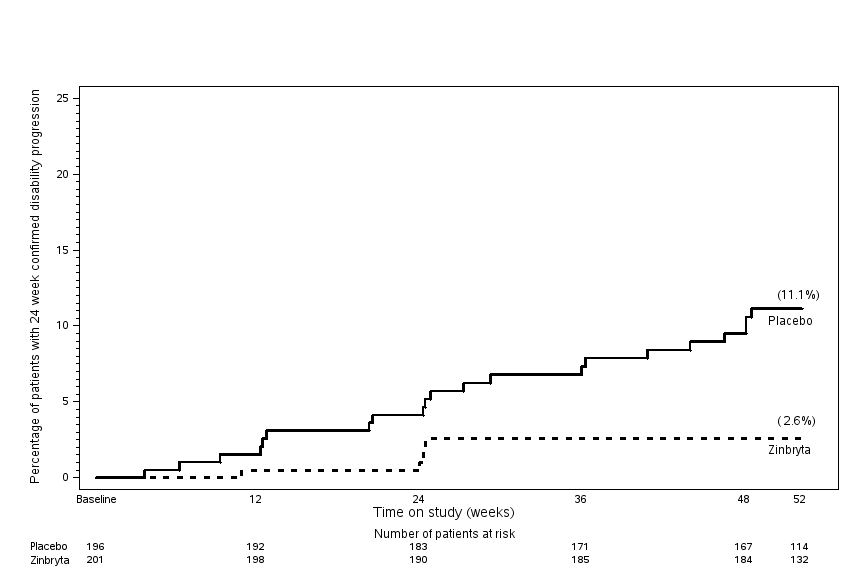 Percentage of patients with 24 week confirmed disability progression
25
20
15
10
5
0
(11.1%)
Placebo
( 2.6%)
Zinbryta
Baseline 12 24 36 48 52
Time on study (weeks)
Number of patients at risk
Placebo 196 192 183 171 167 114
Zinbryta 201 198 190 185 184 132